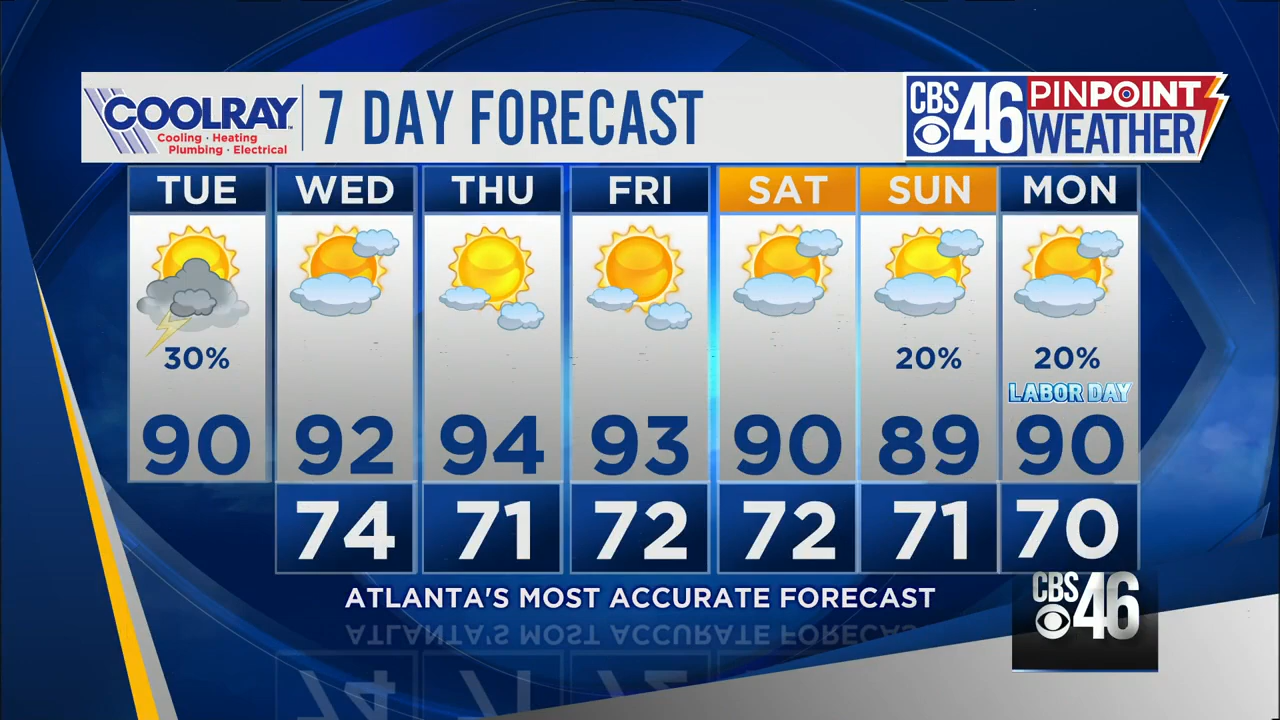 COOLRAY
Cooling · Heating
Plumbing · Electrical
7 DAY FORECAST
CBS 46 PINPOINT WEATHER
TUE WED THU FRI SAT SUN MON
30% 20% 20%
LABOR DAY
90 92 94 93 90 89 90
74 71 72 72 71 70
ATLANTA'S MOST ACCURATE FORECAST
CBS 46